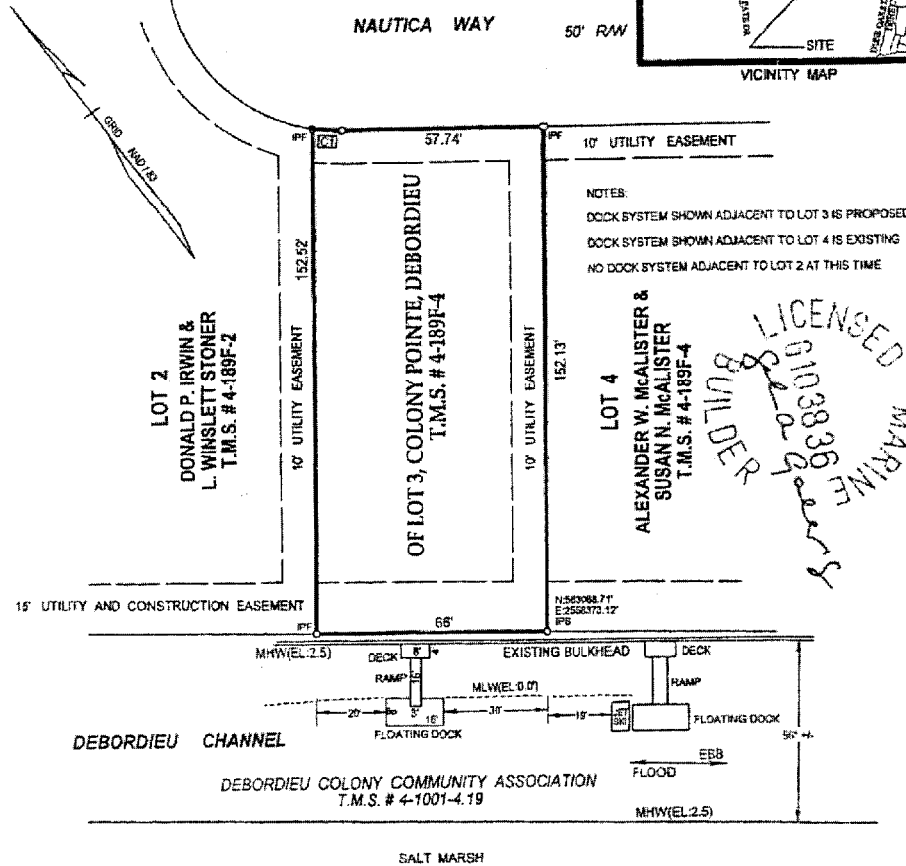 NAUTICA WAY
50' R/W
SITE
VICINITY MAP
GRID
NAD 83
IPF
CT
57.74'
IPF
10' UTILITY EASEMENT
NOTES:
DOCK SYSTEM SHOWN ADJACENT TO LOT 3 IS PROPOSED
DOCK SYSTEM SHOWN ADJACENT TO LOT 4 IS EXISTING
NO DOCK SYSTEM ADJACENT TO LOT 2 AT THIS TIME
152.52'
LOT 2
DONALD P. IRWIN &
L. WINSLETT STONER
T.M.S. # 4-189F-2
10' UTILITY EASEMENT
OF LOT 3, COLONY POINTE, DEBORDIEU
T.M.S. # 4-189F-4
10' UTILITY EASEMENT
152.13'
LOT 4
ALEXANDER W. McALISTER &
SUSAN N. McALISTER
T.M.S. # 4-189F-4
LICENSED MARINE BUILDER
6103836
15' UTILITY AND CONSTRUCTION EASEMENT
IPF
66'
N:563068.71'
E:2558373.12'
IPS
MHW(EL:2.5)
DECK
8'
EXISTING BULKHEAD
DECK
RAMP
16'
MLW(EL:0.0')
RAMP
20'
16'
30'
19'
JET
SKI
FLOATING DOCK
FLOATING DOCK
DEBORDIEU CHANNEL
EBB
FLOOD
56' +/-
DEBORDIEU COLONY COMMUNITY ASSOCIATION
T.M.S. # 4-1001-4.19
MHW(EL:2.5)
SALT MARSH